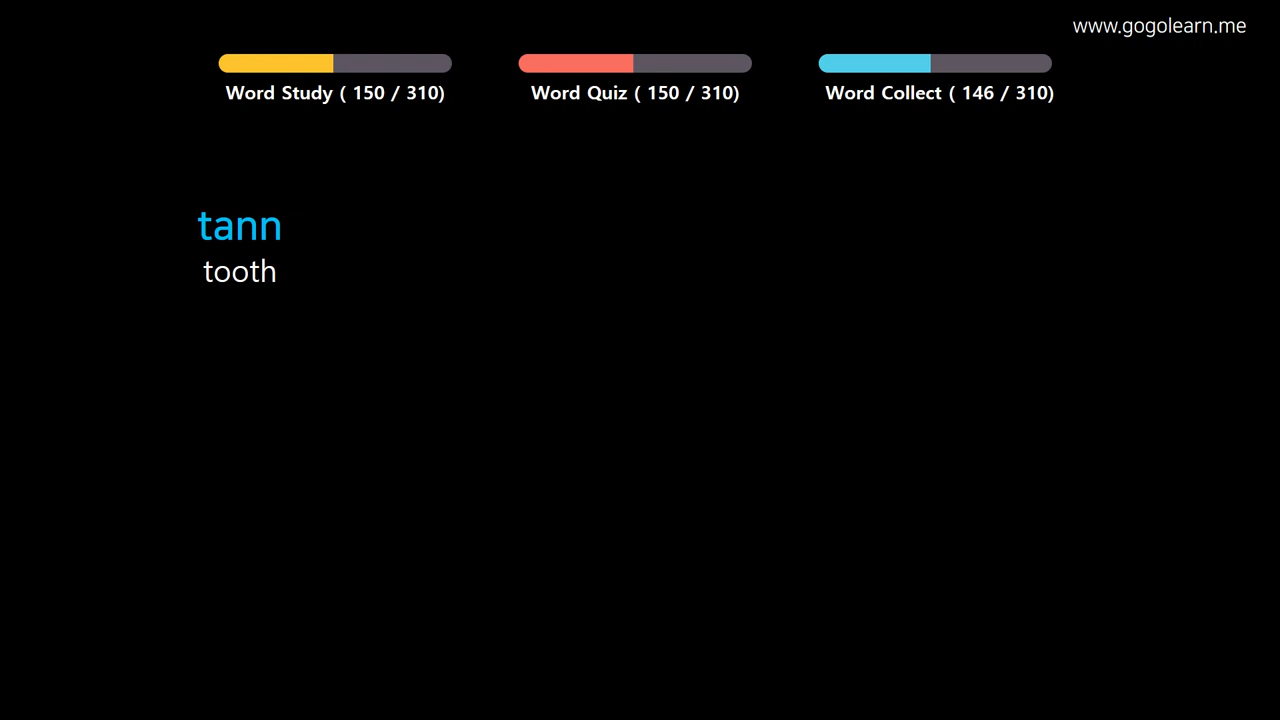 www.gogolearn.me
Word Study ( 150 / 310)
Word Quiz ( 150 / 310)
Word Collect ( 146 / 310)
tann
tooth